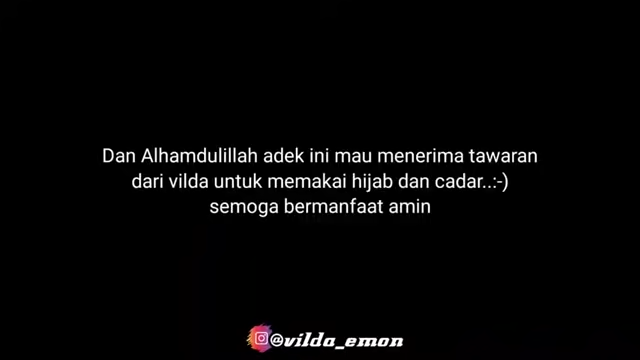 Dan Alhamdulillah adek ini mau menerima tawaran
dari vilda untuk memakai hijab dan cadar..:-)
semoga bermanfaat amin
@vilda_emon